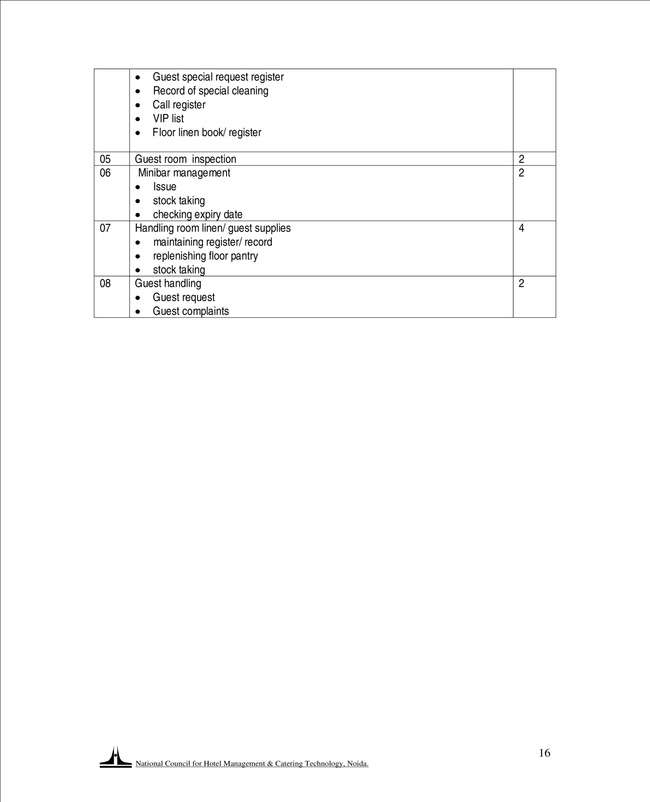 ● Guest special request register
● Record of special cleaning
● Call register
● VIP list
● Floor linen book/ register
05 Guest room inspection 2
06 Minibar management 2
● Issue
● stock taking
● checking expiry date
07 Handling room linen/ guest supplies 4
● maintaining register/ record
● replenishing floor pantry
● stock taking
08 Guest handling 2
● Guest request
● Guest complaints
16
National Council for Hotel Management & Catering Technology, Noida.